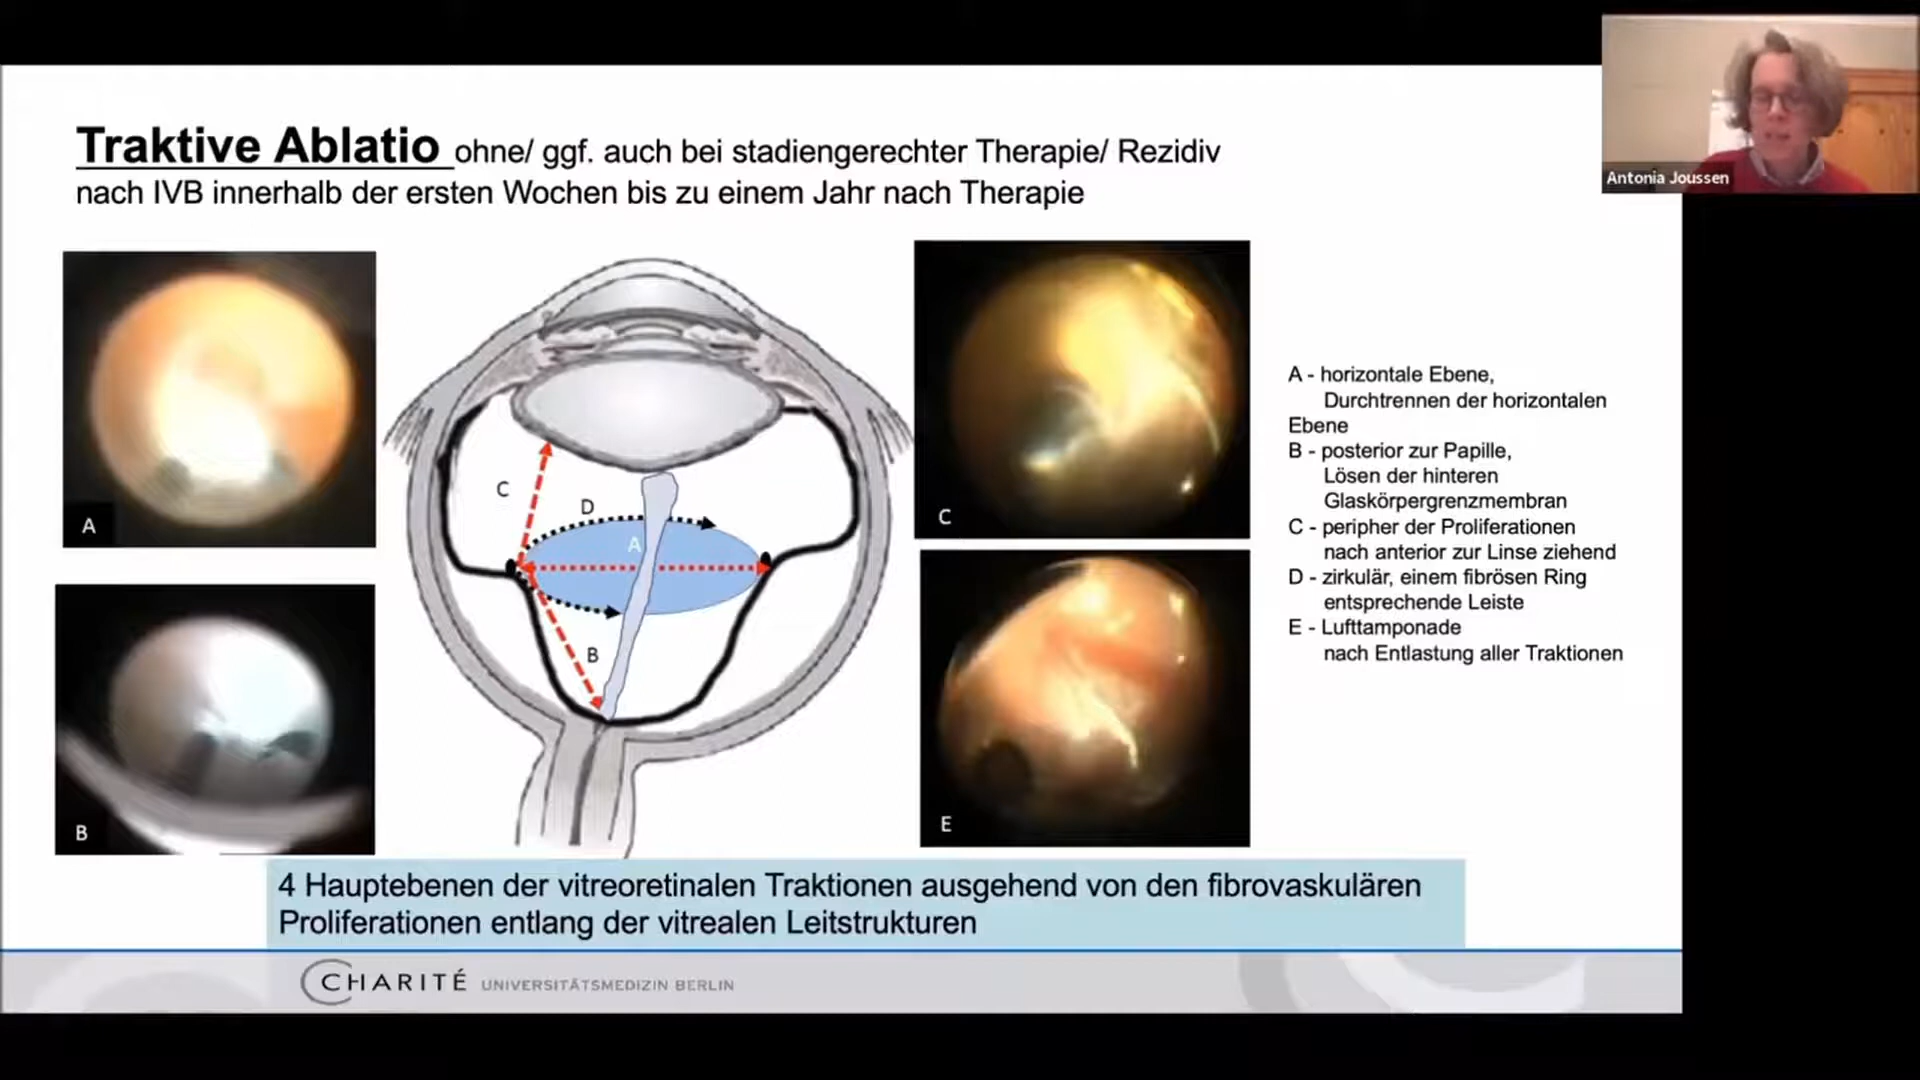 Antonia Joussen
Traktive Ablatio ohne/ ggf. auch bei stadiengerechter Therapie/ Rezidiv
nach IVB innerhalb der ersten Wochen bis zu einem Jahr nach Therapie
A
B
C
D
A
B
C
E
A - horizontale Ebene,
Durchtrennen der horizontalen
Ebene
B - posterior zur Papille,
Lösen der hinteren
Glaskörpergrenzmembran
C - peripher der Proliferationen
nach anterior zur Linse ziehend
D - zirkulär, einem fibrösen Ring
entsprechende Leiste
E - Lufttamponade
nach Entlastung aller Traktionen
4 Hauptebenen der vitreoretinalen Traktionen ausgehend von den fibrovaskulären
Proliferationen entlang der vitrealen Leitstrukturen
CHARITÉ UNIVERSITÄTSMEDIZIN BERLIN